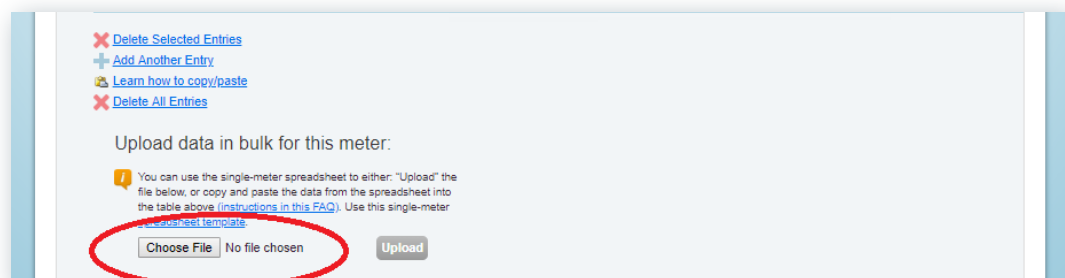 Delete Selected Entries
Add Another Entry
Learn how to copy/paste
Delete All Entries
Upload data in bulk for this meter:
You can use the single-meter spreadsheet to either: "Upload" the
file below, or copy and paste the data from the spreadsheet into
the table above (instructions in this FAQ). Use this single-meter
spreadsheet template.
Choose File No file chosen Upload